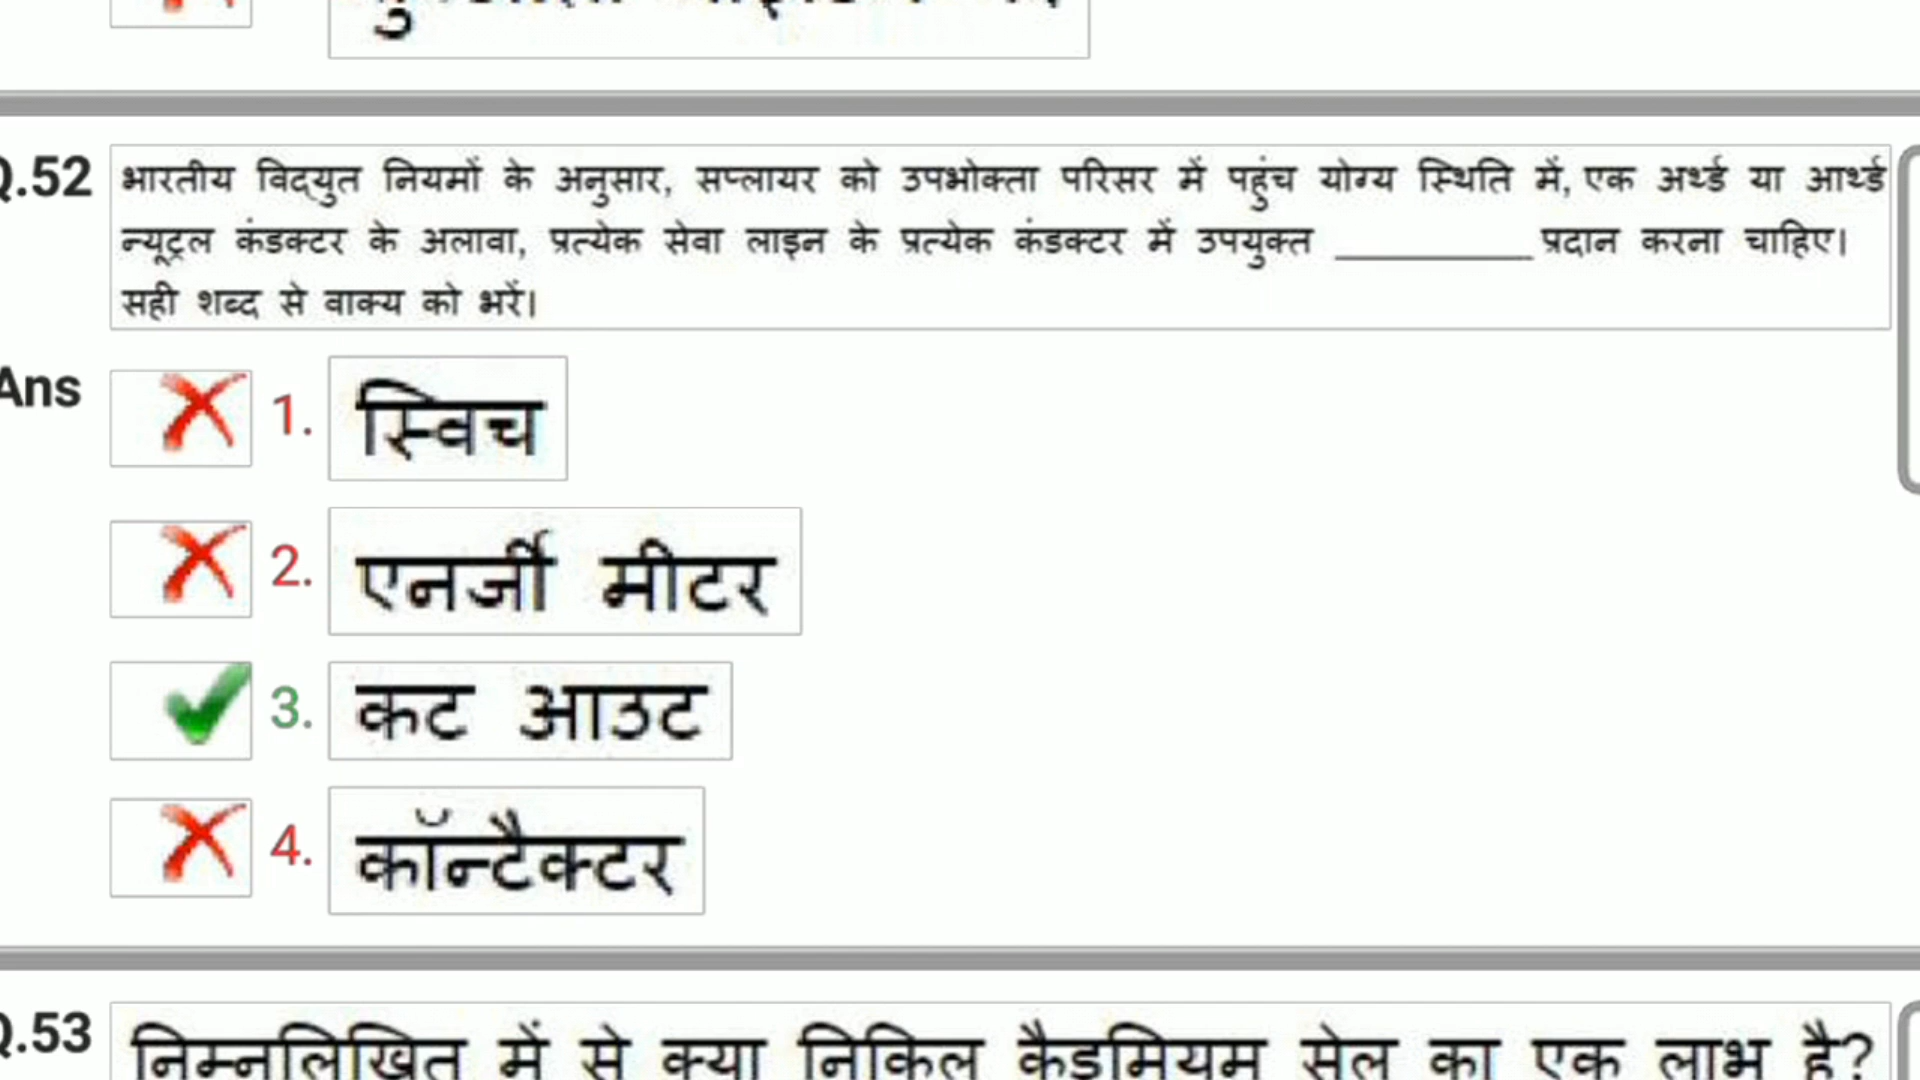 Q.52 भारतीय विद्युत नियमों के अनुसार, सप्लायर को उपभोक्ता परिसर में पहुंच योग्य स्थिति में, एक अर्थ्ड या आर्थ्ड
न्यूट्रल कंडक्टर के अलावा, प्रत्येक सेवा लाइन के प्रत्येक कंडक्टर में उपयुक्त __________ प्रदान करना चाहिए।
सही शब्द से वाक्य को भरें।
Ans 1. स्विच
2. एनर्जी मीटर
3. कट आउट
4. कॉन्टैक्टर
Q.53 निम्नलिखित में से क्या निकिल कैडमियम सेल का एक लाभ है?